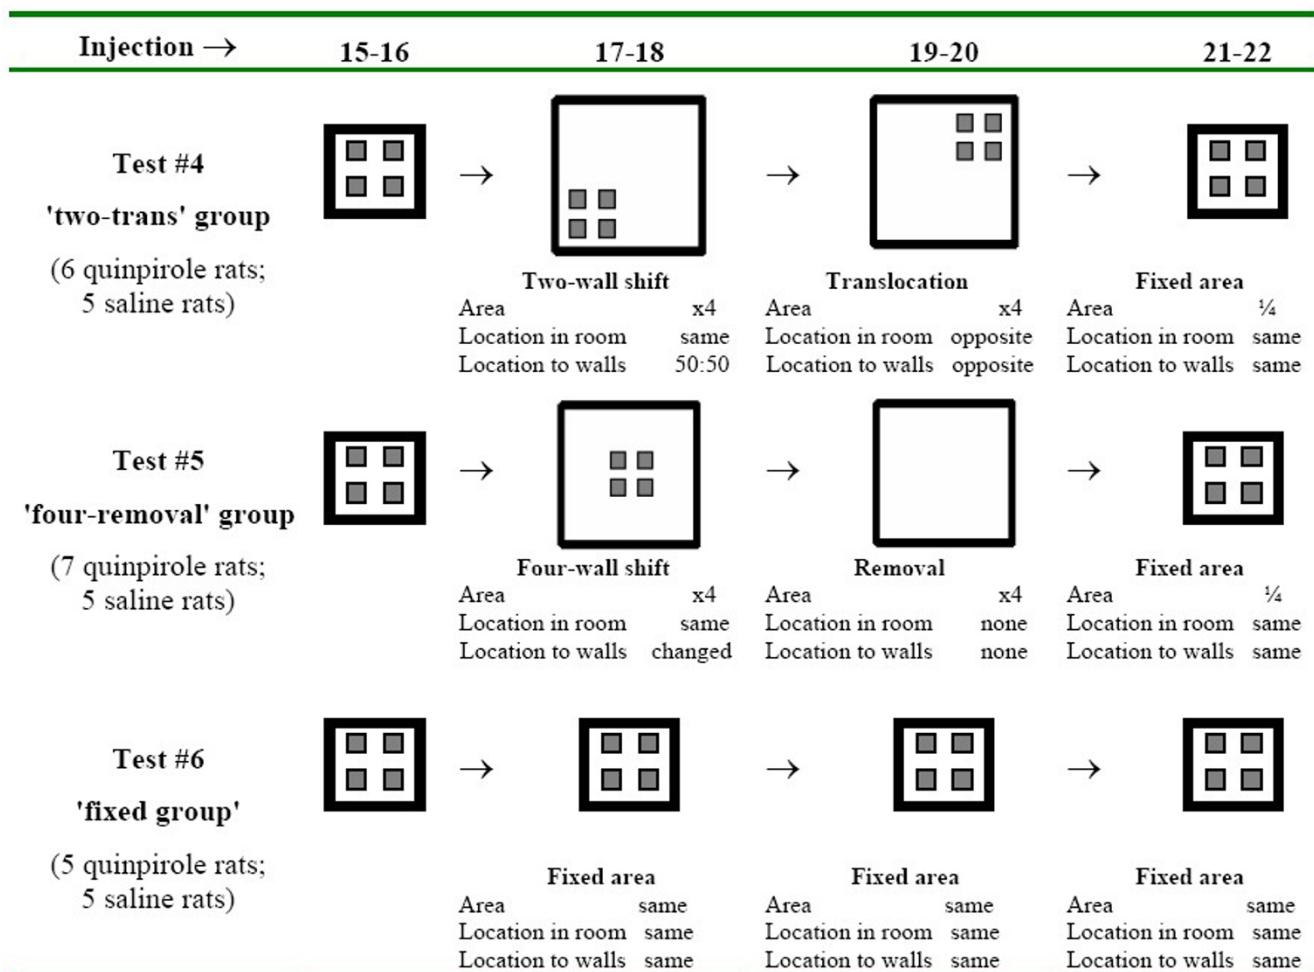 Injection → 15-16 17-18 19-20 21-22
Test #4
'two-trans' group
(6 quinpirole rats;
5 saline rats)
→ → →
Two-wall shift
Area x4
Location in room same
Location to walls 50:50
Translocation
Area x4
Location in room opposite
Location to walls opposite
Fixed area
Area ¼
Location in room same
Location to walls same
Test #5
'four-removal' group
(7 quinpirole rats;
5 saline rats)
→ → →
Four-wall shift
Area x4
Location in room same
Location to walls changed
Removal
Area x4
Location in room none
Location to walls none
Fixed area
Area ¼
Location in room same
Location to walls same
Test #6
'fixed group'
(5 quinpirole rats;
5 saline rats)
→ → →
Fixed area
Area same
Location in room same
Location to walls same
Fixed area
Area same
Location in room same
Location to walls same
Fixed area
Area same
Location in room same
Location to walls same